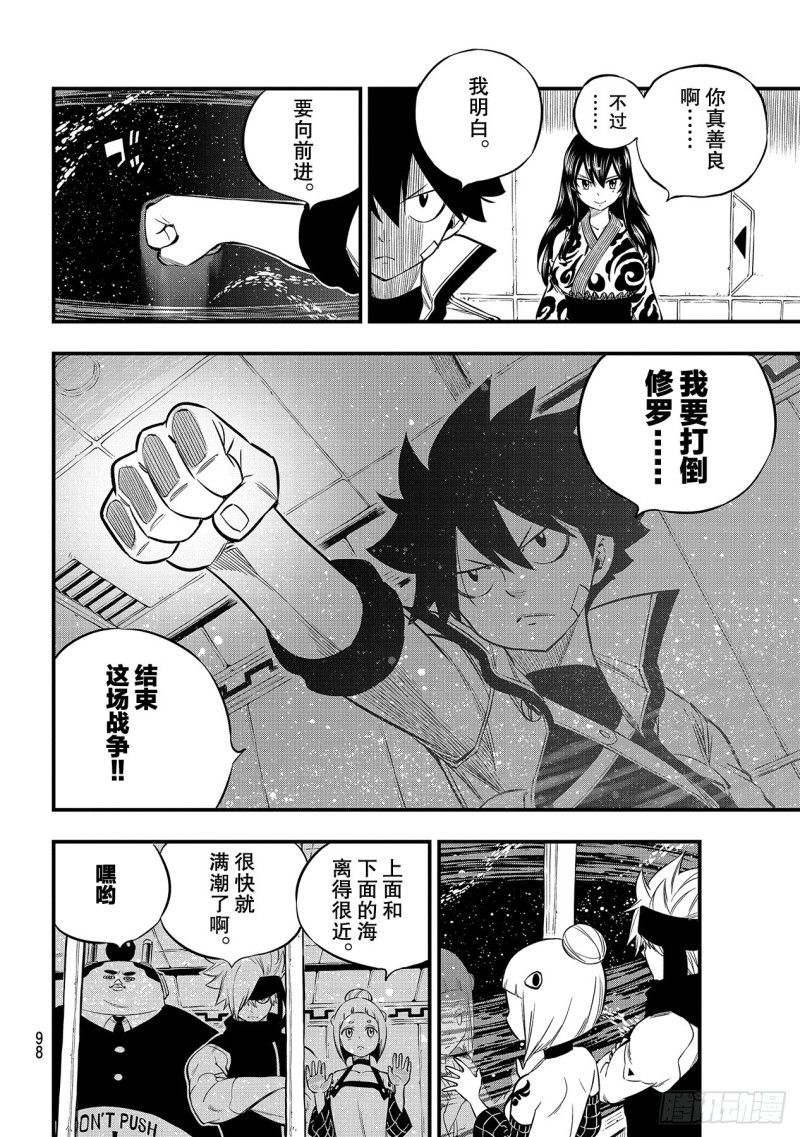 你真善良
啊……
不过
……
我明
白。
要向
前进。
我要打倒
修罗……
结束
这场战争!!
上面和
下面的海
离得很近。
很快就
满潮了啊。
嘿哟
DON'T PUSH
98
腾讯动漫